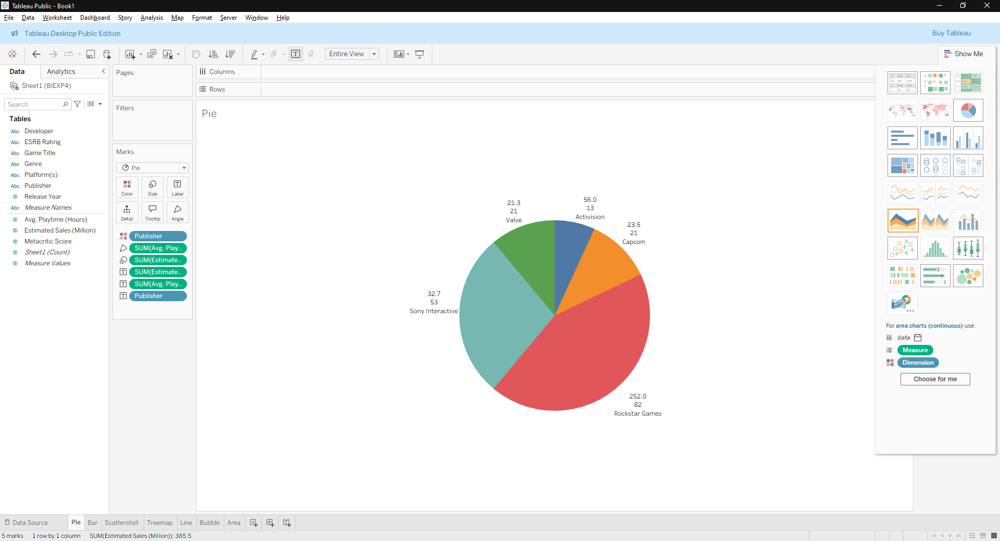 Tableau Public - Book1
File Data Worksheet Dashboard Story Analysis Map Format Server Window Help
Tableau Desktop Public Edition
Buy Tableau
Entire View
Show Me
Data Analytics
Sheet1 (BIEXP4)
Search
Tables
Abc Developer
Abc ESRB Rating
Abc Game Title
Abc Genre
Abc Platform(s)
Abc Publisher
# Release Year
Abc Measure Names
# Avg. Playtime (Hours)
# Estimated Sales (Million)
# Metacritic Score
# Sheet1 (Count)
# Measure Values
Pages
Filters
Marks
Pie
Color Size Label
Detail Tooltip Angle
Publisher
SUM(Avg. Play..
SUM(Estimate..
SUM(Estimate..
SUM(Avg. Play..
Publisher
Columns
Rows
Pie
21.3
21
Valve
56.0
13
Activision
23.5
21
Capcom
32.7
53
Sony Interactive
252.0
82
Rockstar Games
For area charts (continuous) use:
date
Measure
Dimension
Choose for me
Data Source Pie Bar Scattershot Treemap Line Bubble Area
5 marks 1 row by 1 column SUM(Estimated Sales (Million)): 385.5